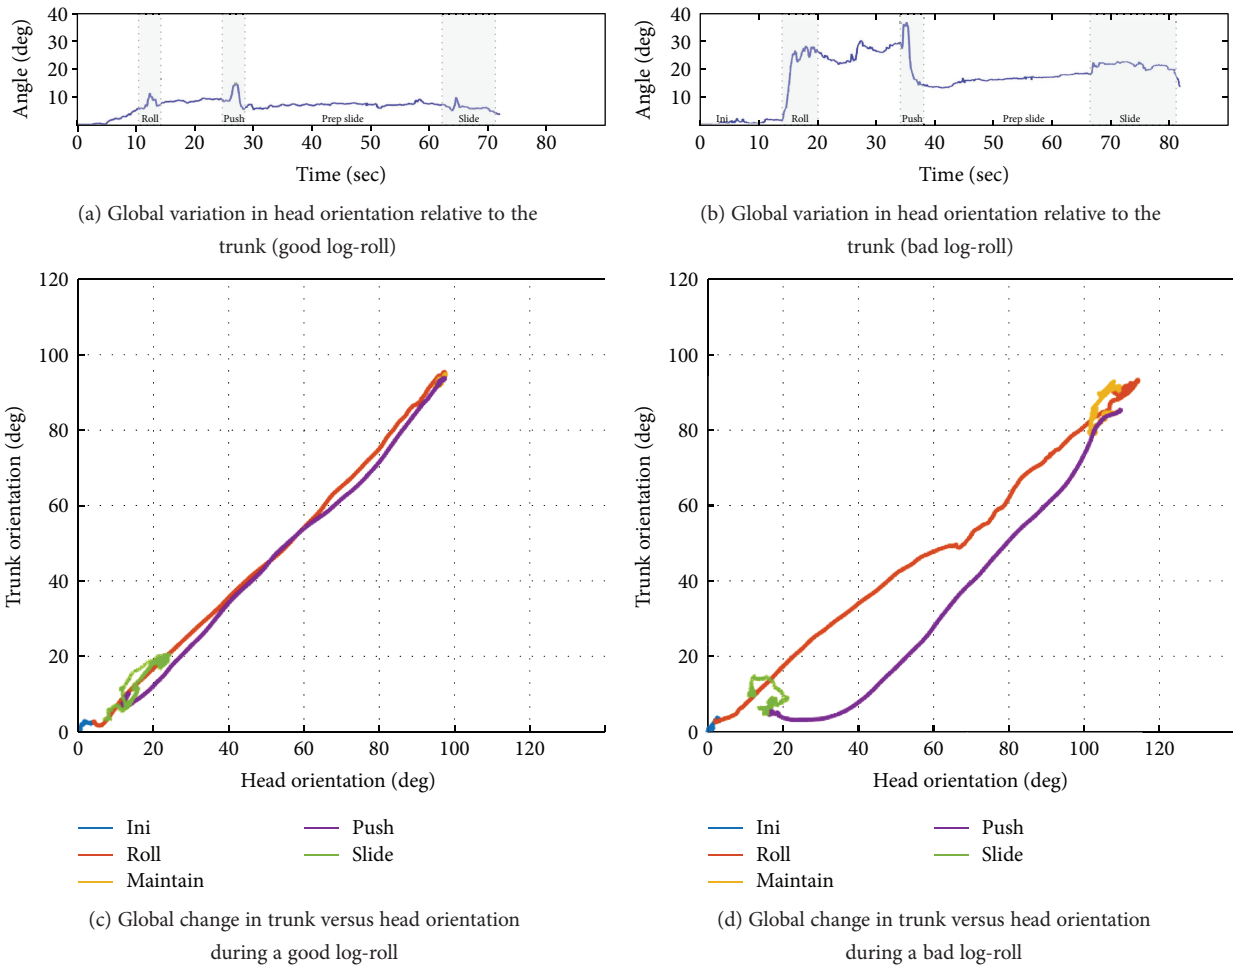 40
30
20
10
Angle (deg)
Roll
Push
Prep slide
Slide
0 10 20 30 40 50 60 70 80
Time (sec)
(a) Global variation in head orientation relative to the
trunk (good log-roll)
40
30
20
10
0
Angle (deg)
Ini
Roll
Push
Prep slide
Slide
0 10 20 30 40 50 60 70 80
Time (sec)
(b) Global variation in head orientation relative to the
trunk (bad log-roll)
120
100
80
60
40
20
0
Trunk orientation (deg)
0 20 40 60 80 100 120
Head orientation (deg)
Ini
Roll
Maintain
Push
Slide
(c) Global change in trunk versus head orientation
during a good log-roll
120
100
80
60
40
20
0
Trunk orientation (deg)
0 20 40 60 80 100 120
Head orientation (deg)
Ini
Roll
Maintain
Push
Slide
(d) Global change in trunk versus head orientation
during a bad log-roll